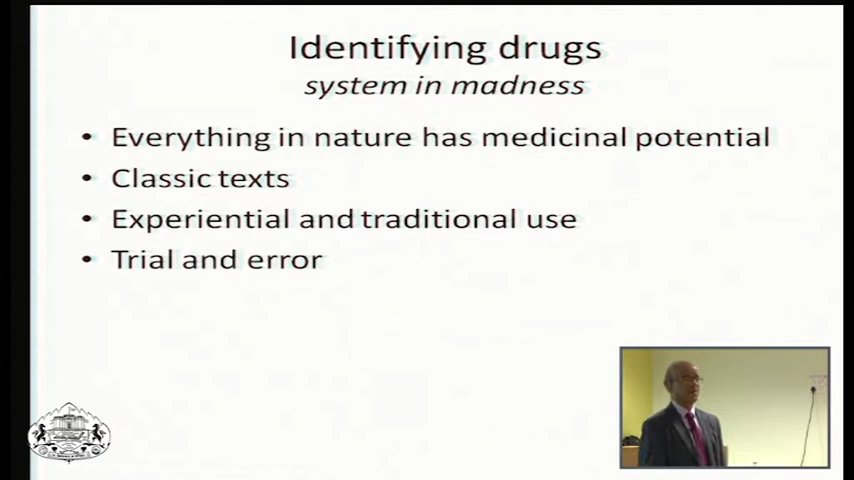 Identifying drugs
system in madness
• Everything in nature has medicinal potential
• Classic texts
• Experiential and traditional use
• Trial and error